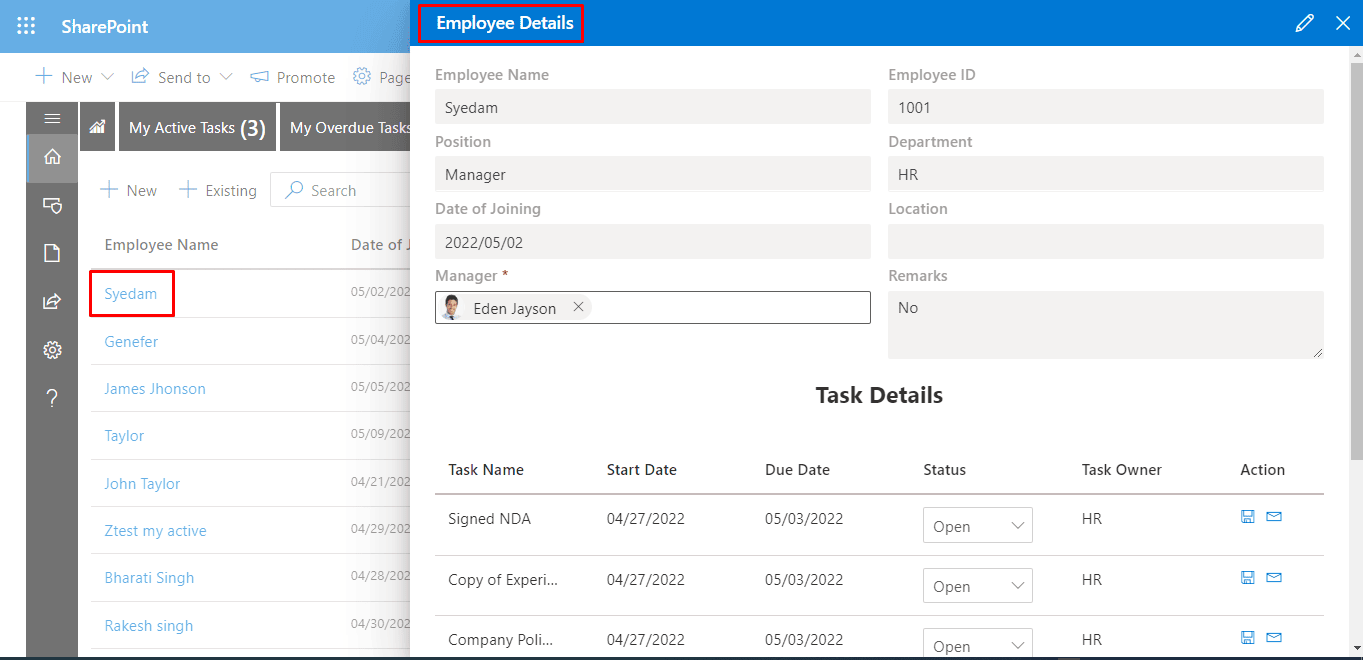 SharePoint
New
Send to
Promote
Page
My Active Tasks (3)
My Overdue Tasks
New
Existing
Search
Employee Name
Date of J
Syedam
05/02/202
Genefer
05/04/202
James Jhonson
05/05/202
Taylor
05/09/202
John Taylor
04/21/202
Ztest my active
04/29/202
Bharati Singh
04/28/202
Rakesh singh
04/30/202
Employee Details
Employee Name
Employee ID
Syedam
1001
Position
Department
Manager
HR
Date of Joining
Location
2022/05/02
Manager *
Remarks
Eden Jayson
No
Task Details
Task Name Start Date Due Date Status Task Owner Action
Signed NDA 04/27/2022 05/03/2022 Open HR
Copy of Experi... 04/27/2022 05/03/2022 Open HR
Company Poli... 04/27/2022 05/03/2022 Open HR